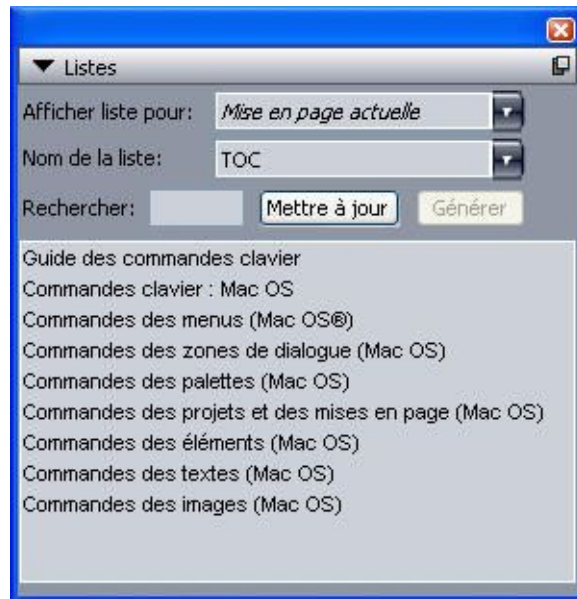 Listes
Afficher liste pour: Mise en page actuelle
Nom de la liste: TOC
Rechercher: Mettre à jour Générer
Guide des commandes clavier
Commandes clavier : Mac OS
Commandes des menus (Mac OS®)
Commandes des zones de dialogue (Mac OS)
Commandes des palettes (Mac OS)
Commandes des projets et des mises en page (Mac OS)
Commandes des éléments (Mac OS)
Commandes des textes (Mac OS)
Commandes des images (Mac OS)